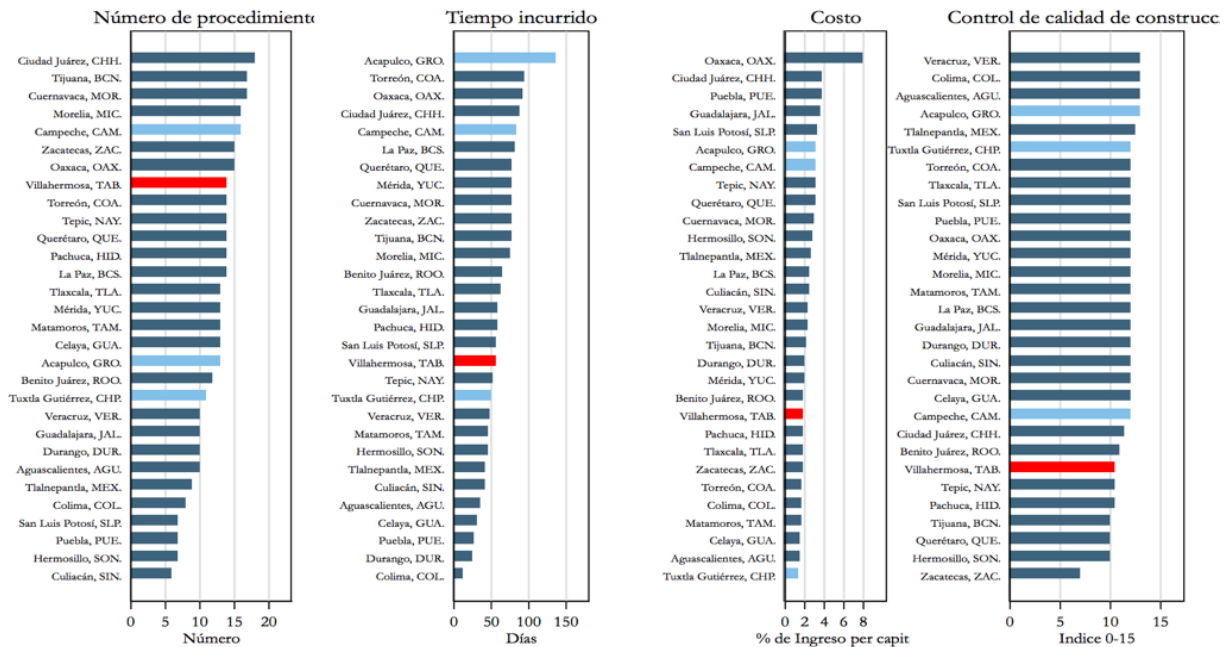 Número de procedimiento
Ciudad Juárez, CHH.
Tijuana, BCN.
Cuernavaca, MOR.
Morelia, MIC.
Campeche, CAM.
Zacatecas, ZAC.
Oaxaca, OAX.
Villahermosa, TAB.
Torreón, COA.
Tepic, NAY.
Querétaro, QUE.
Pachuca, HID.
La Paz, BCS.
Tlaxcala, TLA.
Mérida, YUC.
Matamoros, TAM.
Celaya, GUA.
Acapulco, GRO.
Benito Juárez, ROO.
Tuxtla Gutiérrez, CHP.
Veracruz, VER.
Guadalajara, JAL.
Durango, DUR.
Aguascalientes, AGU.
Tlalnepantla, MEX.
Colima, COL.
San Luis Potosí, SLP.
Puebla, PUE.
Hermosillo, SON.
Culiacán, SIN.
0 5 10 15 20
Número
Tiempo incurrido
Acapulco, GRO.
Torreón, COA.
Oaxaca, OAX.
Ciudad Juárez, CHH.
Campeche, CAM.
La Paz, BCS.
Querétaro, QUE.
Mérida, YUC.
Cuernavaca, MOR.
Zacatecas, ZAC.
Tijuana, BCN.
Morelia, MIC.
Benito Juárez, ROO.
Tlaxcala, TLA.
Guadalajara, JAL.
Pachuca, HID.
San Luis Potosí, SLP.
Villahermosa, TAB.
Tepic, NAY.
Tuxtla Gutiérrez, CHP.
Veracruz, VER.
Matamoros, TAM.
Hermosillo, SON.
Tlalnepantla, MEX.
Culiacán, SIN.
Aguascalientes, AGU.
Celaya, GUA.
Puebla, PUE.
Durango, DUR.
Colima, COL.
0 50 100 150
Días
Costo
Oaxaca, OAX.
Ciudad Juárez, CHH.
Puebla, PUE.
Guadalajara, JAL.
San Luis Potosí, SLP.
Acapulco, GRO.
Campeche, CAM.
Tepic, NAY.
Querétaro, QUE.
Cuernavaca, MOR.
Hermosillo, SON.
Tlalnepantla, MEX.
La Paz, BCS.
Culiacán, SIN.
Veracruz, VER.
Morelia, MIC.
Tijuana, BCN.
Durango, DUR.
Mérida, YUC.
Benito Juárez, ROO.
Villahermosa, TAB.
Pachuca, HID.
Tlaxcala, TLA.
Zacatecas, ZAC.
Torreón, COA.
Colima, COL.
Matamoros, TAM.
Celaya, GUA.
Aguascalientes, AGU.
Tuxtla Gutiérrez, CHP.
0 2 4 6 8
% de Ingreso per capit
Control de calidad de construcci
Veracruz, VER.
Colima, COL.
Aguascalientes, AGU.
Acapulco, GRO.
Tlalnepantla, MEX.
Tuxtla Gutiérrez, CHP.
Torreón, COA.
Tlaxcala, TLA.
San Luis Potosí, SLP.
Puebla, PUE.
Oaxaca, OAX.
Mérida, YUC.
Morelia, MIC.
Matamoros, TAM.
La Paz, BCS.
Guadalajara, JAL.
Durango, DUR.
Culiacán, SIN.
Cuernavaca, MOR.
Celaya, GUA.
Campeche, CAM.
Ciudad Juárez, CHH.
Benito Juárez, ROO.
Villahermosa, TAB.
Tepic, NAY.
Pachuca, HID.
Tijuana, BCN.
Querétaro, QUE.
Hermosillo, SON.
Zacatecas, ZAC.
0 5 10 15
Indice 0-15